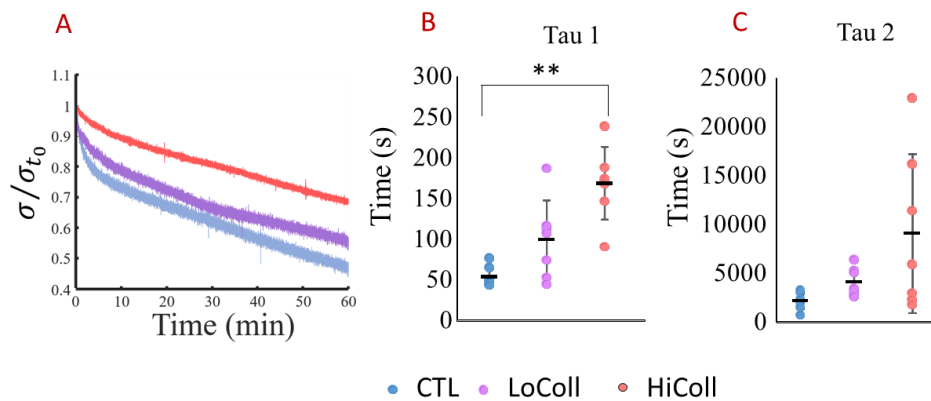 A
1.1
1
0.9
0.8
0.7
0.6
0.5
0.4
σ/σt₀
0 10 20 30 40 50 60
Time (min)
B
Tau 1
**
300
250
200
150
100
50
0
Time (s)
C
Tau 2
25000
20000
15000
10000
5000
0
Time (s)
CTL LoColl HiColl